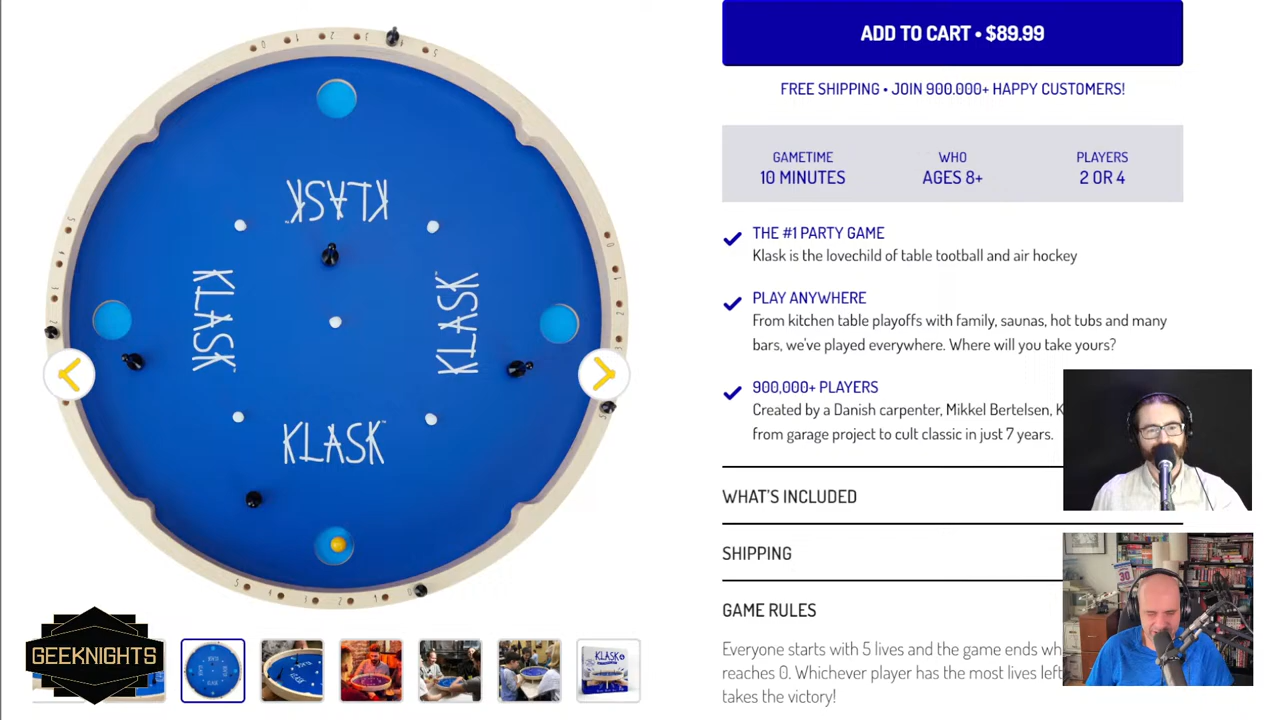 ADD TO CART • $89.99
FREE SHIPPING • JOIN 900.000+ HAPPY CUSTOMERS!
GAMETIME
10 MINUTES
WHO
AGES 8+
PLAYERS
2 OR 4
THE #1 PARTY GAME
Klask is the lovechild of table tootball and air hockey
PLAY ANYWHERE
From kitchen table playoffs with family, saunas, hot tubs and many
bars, we've played everywhere. Where will you take yours?
900,000+ PLAYERS
Created by a Danish carpenter, Mikkel Bertelsen, K
from garage project to cult classic in just 7 years.
WHAT'S INCLUDED
SHIPPING
GAME RULES
Everyone starts with 5 lives and the game ends wh
reaches 0. Whichever player has the most lives left
takes the victory!
KLASK
KLASK
KLASK
KLASK
GEEKNIGHTS
KLASK
30